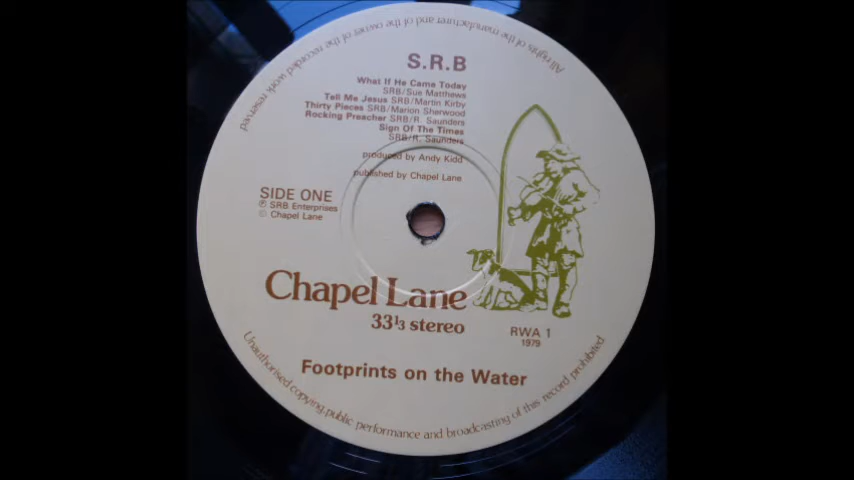 All rights of the manufacturer and of the owner of the recorded work reserved
S.R.B
What If He Came Today
SRB/Sue Matthews
Tell Me Jesus SRB/Martin Kirby
Thirty Pieces SRB/Marion Sherwood
Rocking Preacher SRB/R. Saunders
Sign Of The Times
SRB/R. Saunders
produced by Andy Kidd
published by Chapel Lane
SIDE ONE
℗ SRB Enterprises
© Chapel Lane
Chapel Lane
33⅓ stereo
RWA 1
1979
Footprints on the Water
Unauthorised copying, public performance and broadcasting of this record prohibited